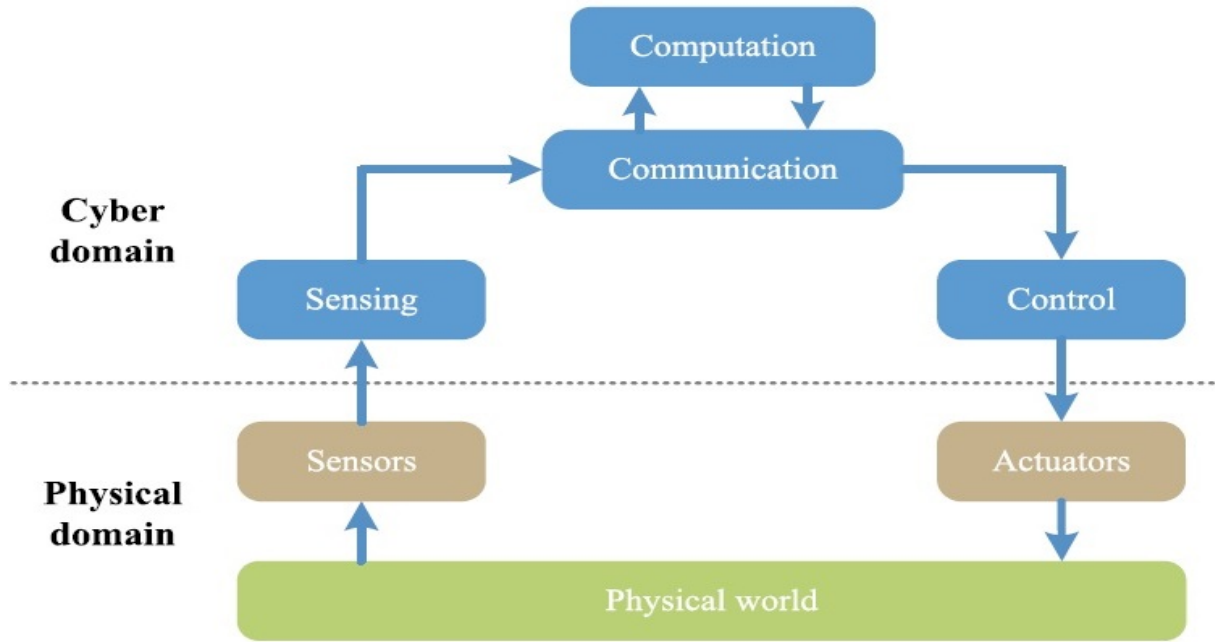 Computation
Communication
Cyber
domain
Sensing
Control
Sensors
Actuators
Physical
domain
Physical world